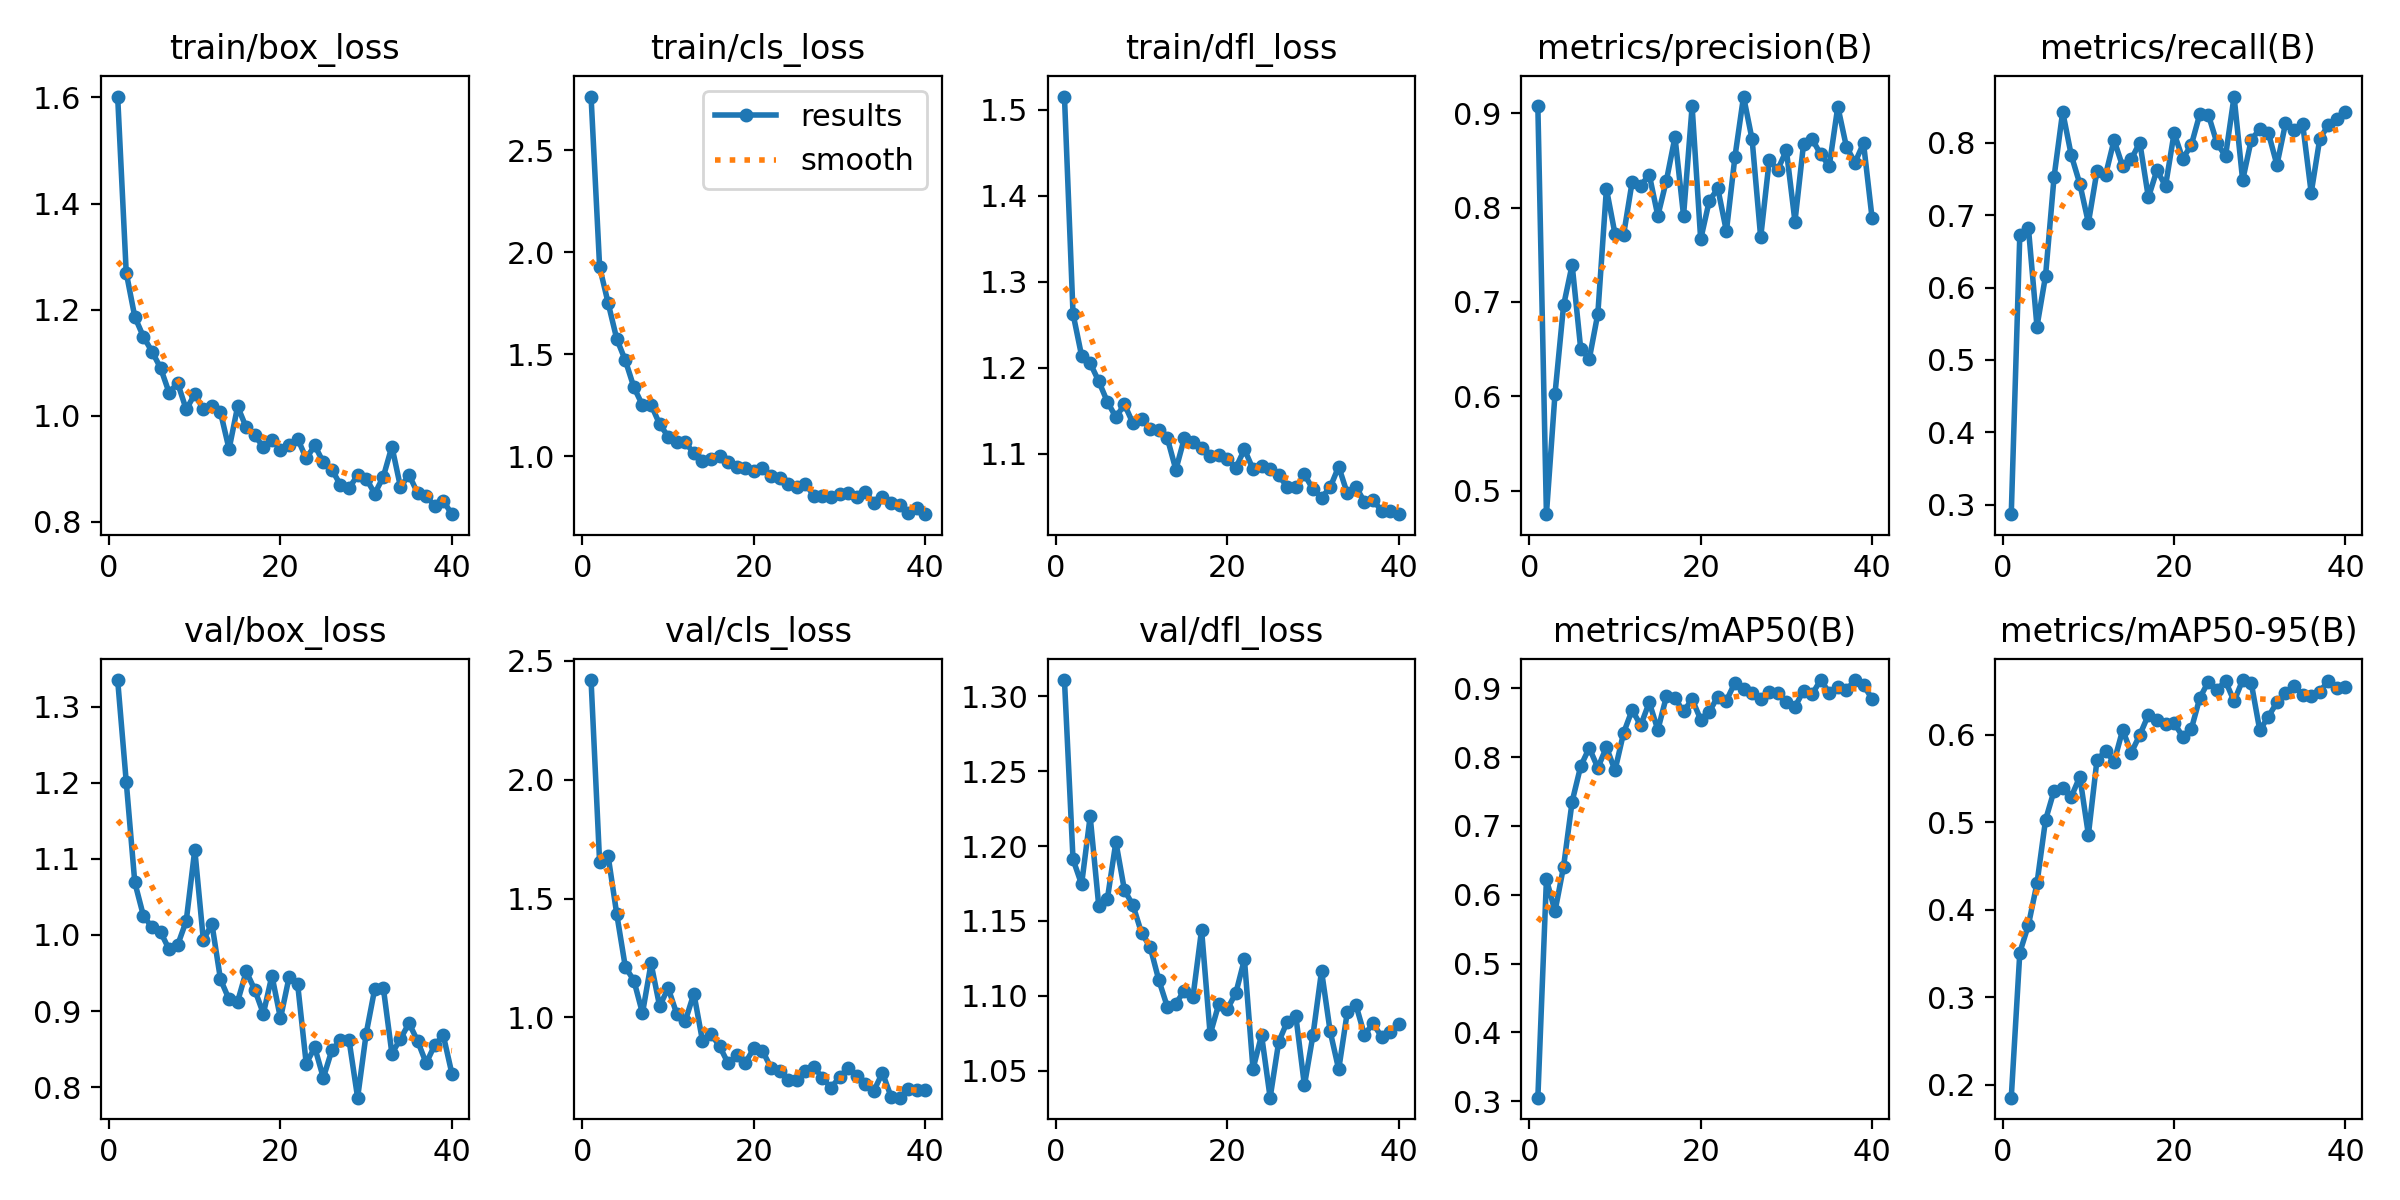 train/box_loss
1.6
1.4
1.2
1.0
0.8
0 20 40
train/cls_loss
results
smooth
2.5
2.0
1.5
1.0
0 20 40
train/dfl_loss
1.5
1.4
1.3
1.2
1.1
0 20 40
metrics/precision(B)
0.9
0.8
0.7
0.6
0.5
0 20 40
metrics/recall(B)
0.8
0.7
0.6
0.5
0.4
0.3
0 20 40
val/box_loss
1.3
1.2
1.1
1.0
0.9
0.8
0 20 40
val/cls_loss
2.5
2.0
1.5
1.0
0 20 40
val/dfl_loss
1.30
1.25
1.20
1.15
1.10
1.05
0 20 40
metrics/mAP50(B)
0.9
0.8
0.7
0.6
0.5
0.4
0.3
0 20 40
metrics/mAP50-95(B)
0.6
0.5
0.4
0.3
0.2
0 20 40